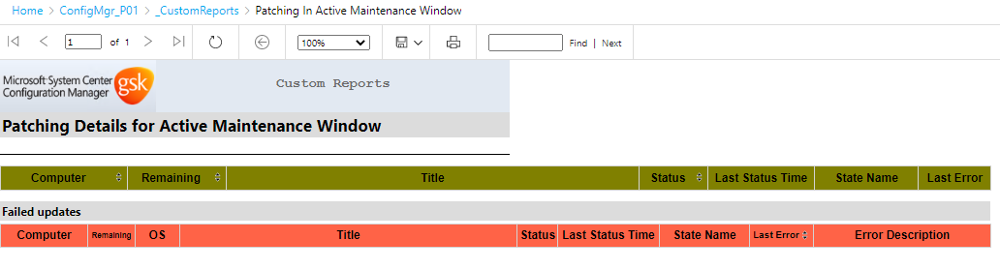 Home > ConfigMgr_P01 > _CustomReports > Patching In Active Maintenance Window
1 of 1 100% Find | Next
Microsoft System Center
Configuration Manager
gsk
Custom Reports
Patching Details for Active Maintenance Window
Computer Remaining Title Status Last Status Time State Name Last Error
Failed updates
Computer Remaining OS Title Status Last Status Time State Name Last Error Error Description